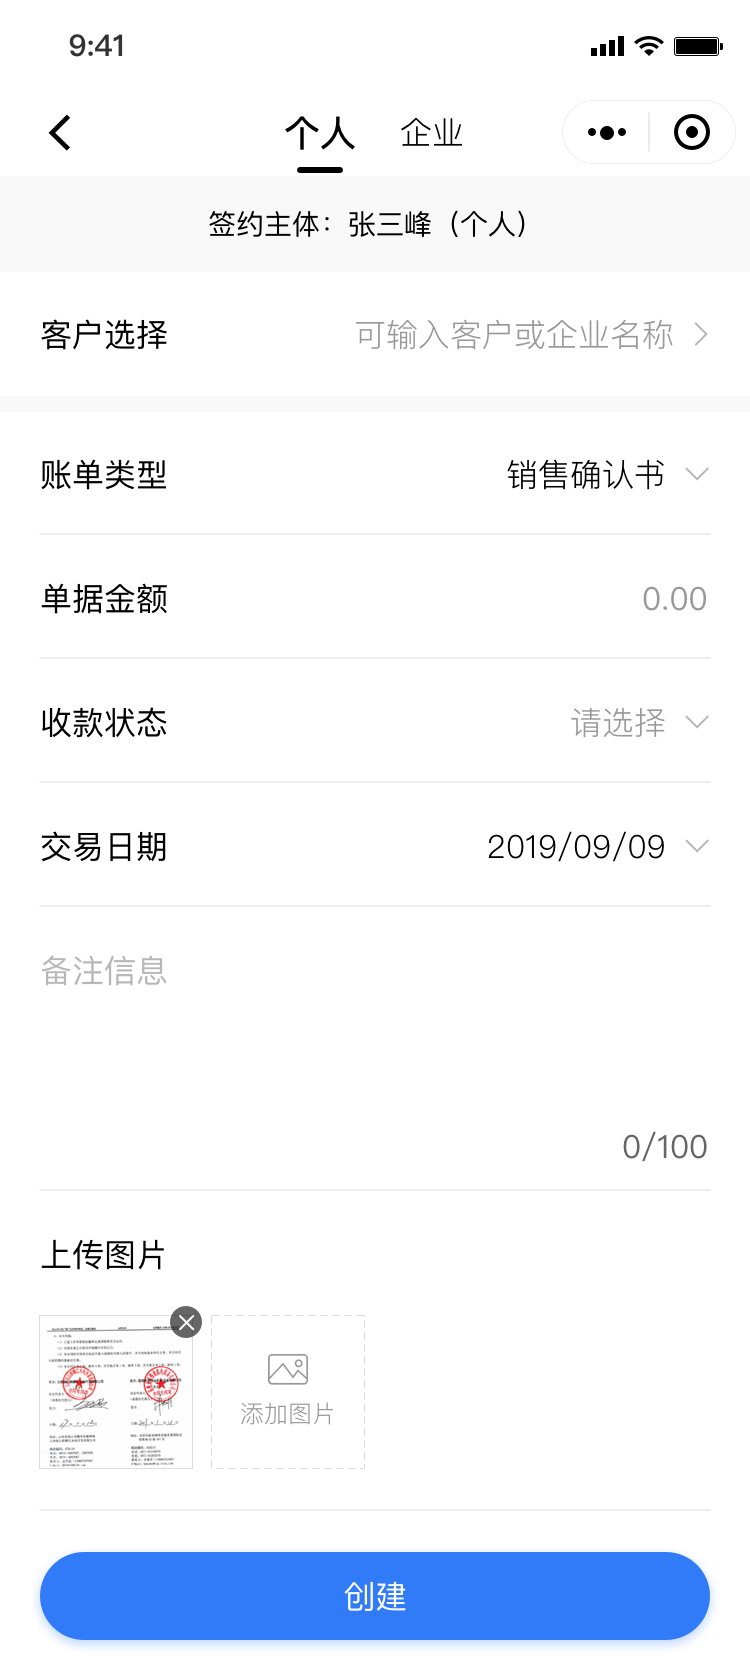 9:41
个人 企业
签约主体：张三峰（个人）
客户选择 可输入客户或企业名称
账单类型 销售确认书
单据金额 0.00
收款状态 请选择
交易日期 2019/09/09
备注信息
0/100
上传图片
添加图片
创建